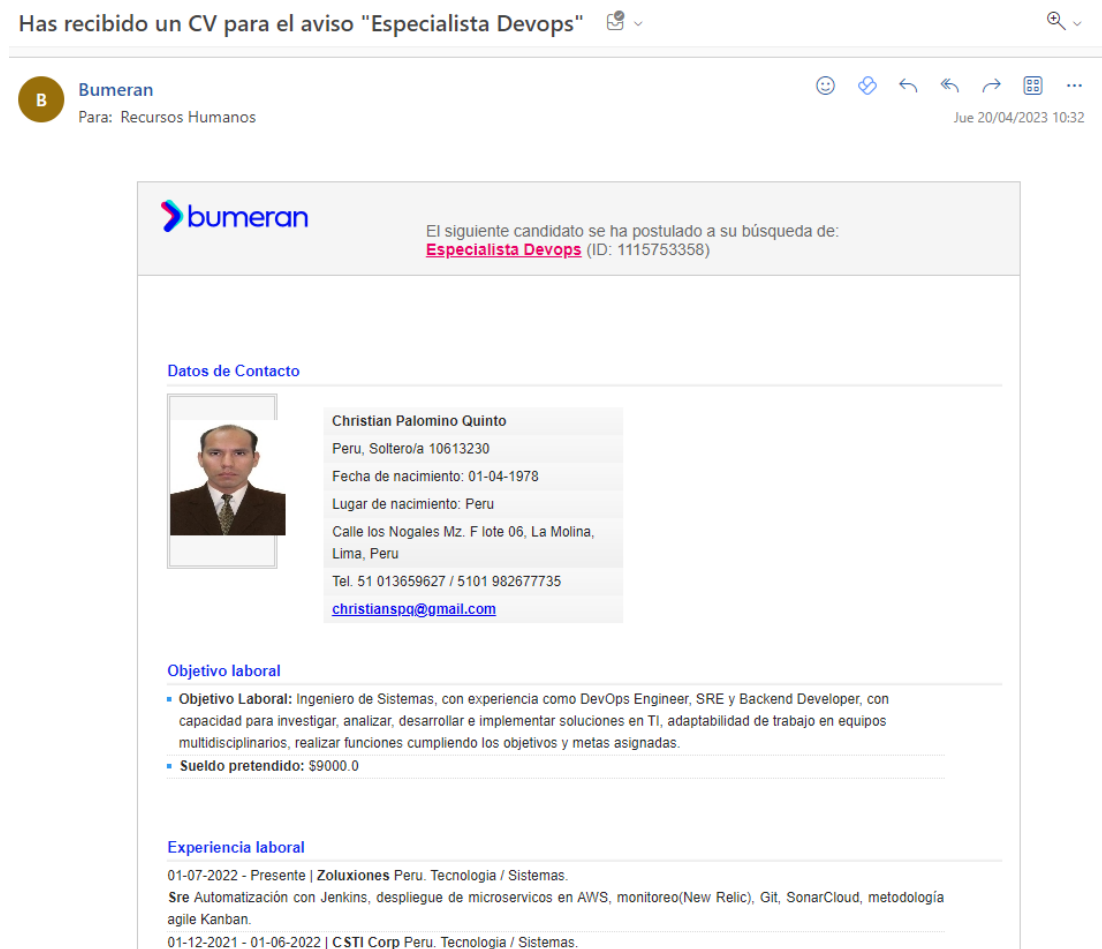 Has recibido un CV para el aviso "Especialista Devops"
B
Bumeran
Para: Recursos Humanos
Jue 20/04/2023 10:32
bumeran
El siguiente candidato se ha postulado a su búsqueda de:
Especialista Devops (ID: 1115753358)
Datos de Contacto
Christian Palomino Quinto
Peru, Soltero/a 10613230
Fecha de nacimiento: 01-04-1978
Lugar de nacimiento: Peru
Calle los Nogales Mz. F lote 06, La Molina,
Lima, Peru
Tel. 51 013659627 / 5101 982677735
christianspq@gmail.com
Objetivo laboral
Objetivo Laboral: Ingeniero de Sistemas, con experiencia como DevOps Engineer, SRE y Backend Developer, con
capacidad para investigar, analizar, desarrollar e implementar soluciones en TI, adaptabilidad de trabajo en equipos
multidisciplinarios, realizar funciones cumpliendo los objetivos y metas asignadas.
Sueldo pretendido: $9000.0
Experiencia laboral
01-07-2022 - Presente | Zoluxiones Peru. Tecnologia / Sistemas.
Sre Automatización con Jenkins, despliegue de microservicos en AWS, monitoreo(New Relic), Git, SonarCloud, metodología
agile Kanban.
01-12-2021 - 01-06-2022 | CSTI Corp Peru. Tecnologia / Sistemas.